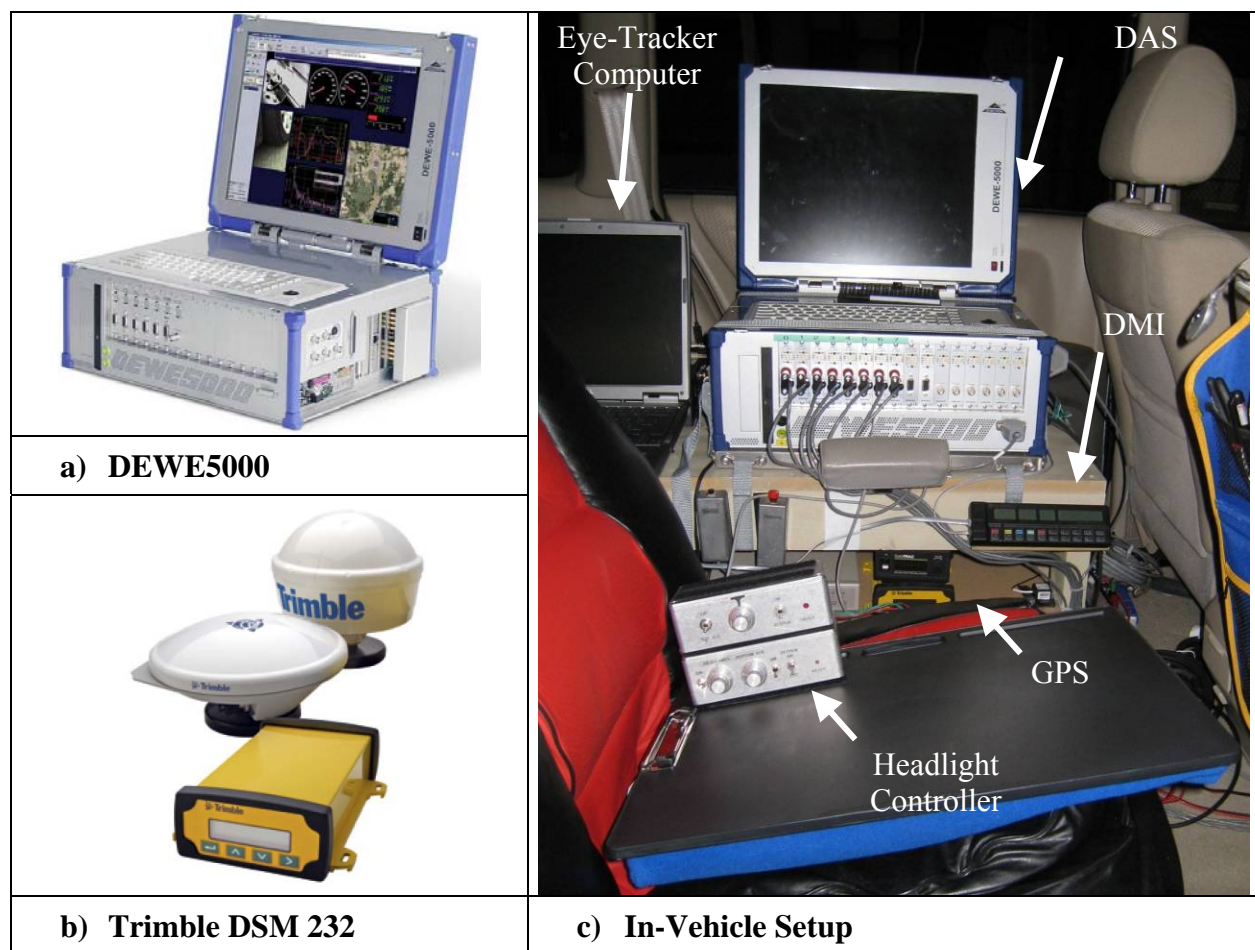 DEWE-5000
DEWE5000
a) DEWE5000
Trimble
Trimble
Trimble
b) Trimble DSM 232
Eye-Tracker
Computer
DAS
DEWE-5000
DEWE5000
DMI
GPS
Headlight
Controller
c) In-Vehicle Setup